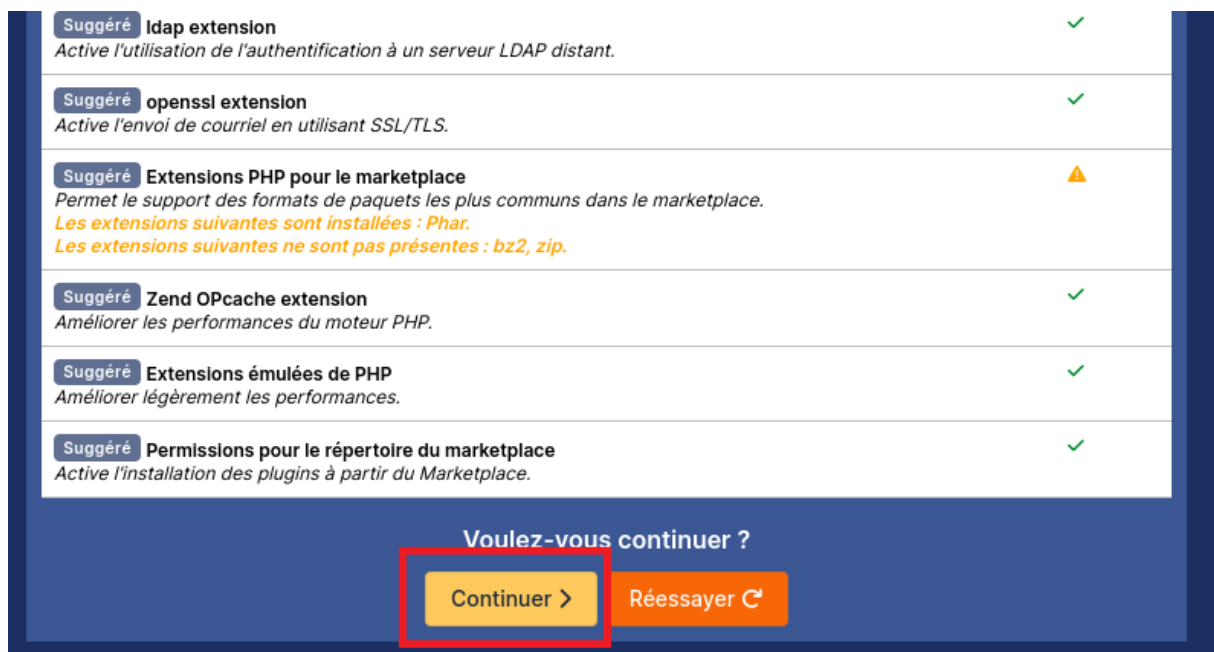 Suggéré ldap extension
Active l'utilisation de l'authentification à un serveur LDAP distant.
Suggéré openssl extension
Active l'envoi de courriel en utilisant SSL/TLS.
Suggéré Extensions PHP pour le marketplace
Permet le support des formats de paquets les plus communs dans le marketplace.
Les extensions suivantes sont installées : Phar.
Les extensions suivantes ne sont pas présentes : bz2, zip.
Suggéré Zend OPcache extension
Améliorer les performances du moteur PHP.
Suggéré Extensions émulées de PHP
Améliorer légèrement les performances.
Suggéré Permissions pour le répertoire du marketplace
Active l'installation des plugins à partir du Marketplace.
Voulez-vous continuer ?
Continuer Réessayer